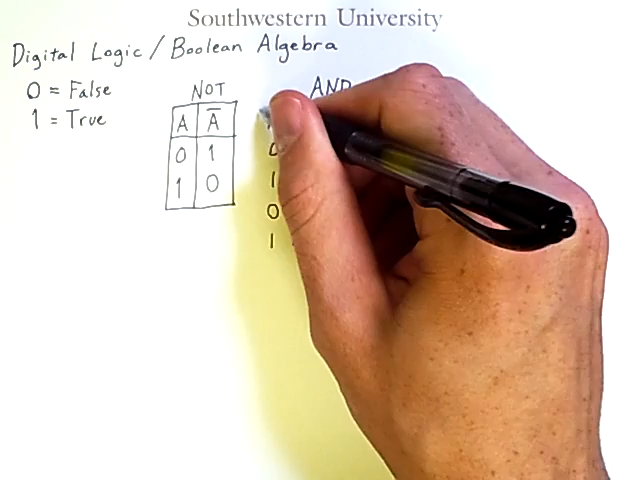 Southwestern University
Digital Logic / Boolean Algebra
0 = False
1 = True
NOT
A A̅
0 1
1 0
AND
0
1
0
1